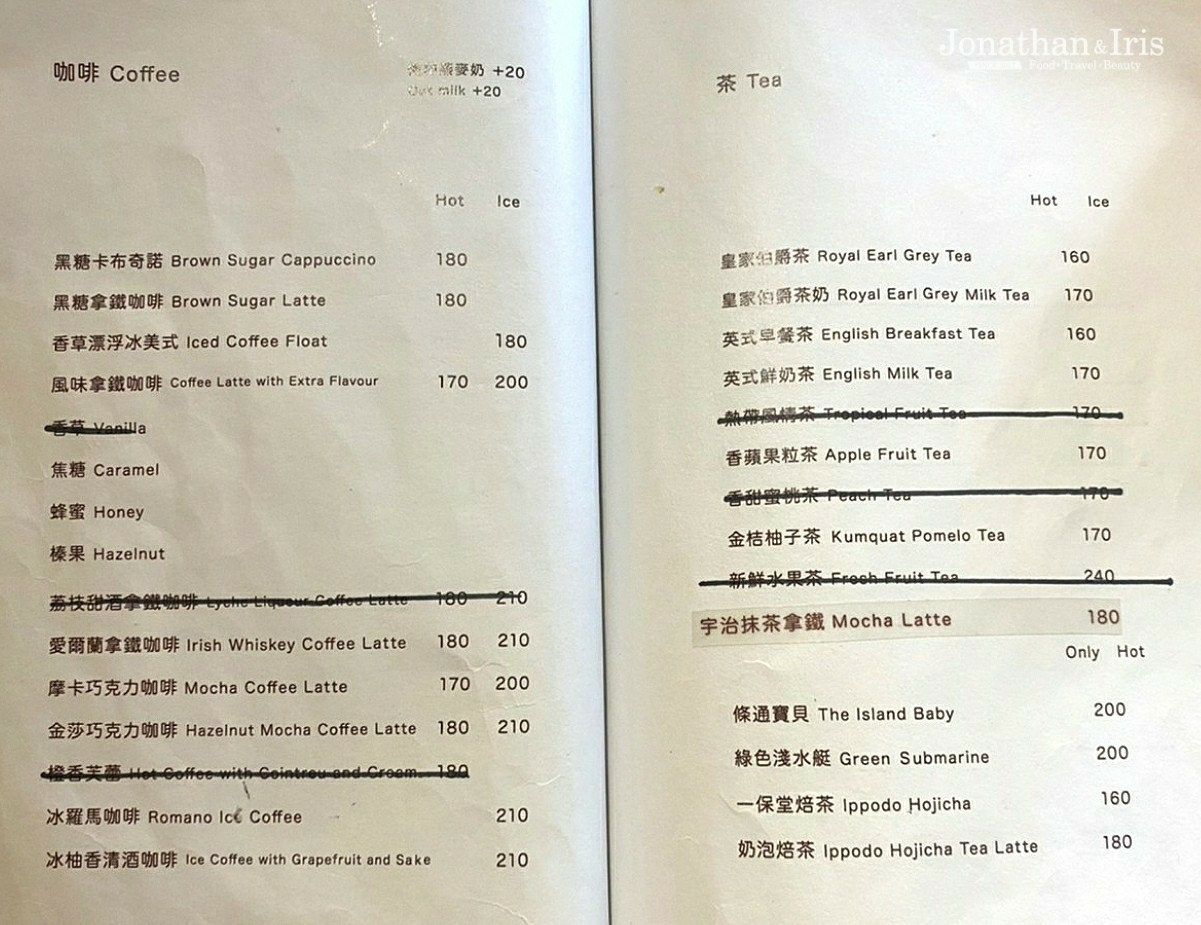 Jonathan & Iris
Food・Travel・Beauty
咖啡 Coffee
燕麥奶 +20
Oat milk +20
Hot Ice
黑糖卡布奇諾 Brown Sugar Cappuccino 180
黑糖拿鐵咖啡 Brown Sugar Latte 180
香草漂浮冰美式 Iced Coffee Float 180
風味拿鐵咖啡 Coffee Latte with Extra Flavour 170 200
香草 Vanilla
焦糖 Caramel
蜂蜜 Honey
榛果 Hazelnut
荔枝甜酒拿鐵咖啡 Lyche Liqueur Coffee Latte 180 210
愛爾蘭拿鐵咖啡 Irish Whiskey Coffee Latte 180 210
摩卡巧克力咖啡 Mocha Coffee Latte 170 200
金莎巧克力咖啡 Hazelnut Mocha Coffee Latte 180 210
橙香芙蕾 Hot Coffee with Cointreu and Cream 180
冰羅馬咖啡 Romano Ice Coffee 210
冰柚香清酒咖啡 Ice Coffee with Grapefruit and Sake 210
茶 Tea
Hot Ice
皇家伯爵茶 Royal Earl Grey Tea 160
皇家伯爵茶奶 Royal Earl Grey Milk Tea 170
英式早餐茶 English Breakfast Tea 160
英式鮮奶茶 English Milk Tea 170
熱帶風情茶 Tropical Fruit Tea 170
香蘋果粒茶 Apple Fruit Tea 170
香甜蜜桃茶 Peach Tea 170
金桔柚子茶 Kumquat Pomelo Tea 170
新鮮水果茶 Fresh Fruit Tea 240
宇治抹茶拿鐵 Mocha Latte 180
Only Hot
條通寶貝 The Island Baby 200
綠色淺水艇 Green Submarine 200
一保堂焙茶 Ippodo Hojicha 160
奶泡焙茶 Ippodo Hojicha Tea Latte 180